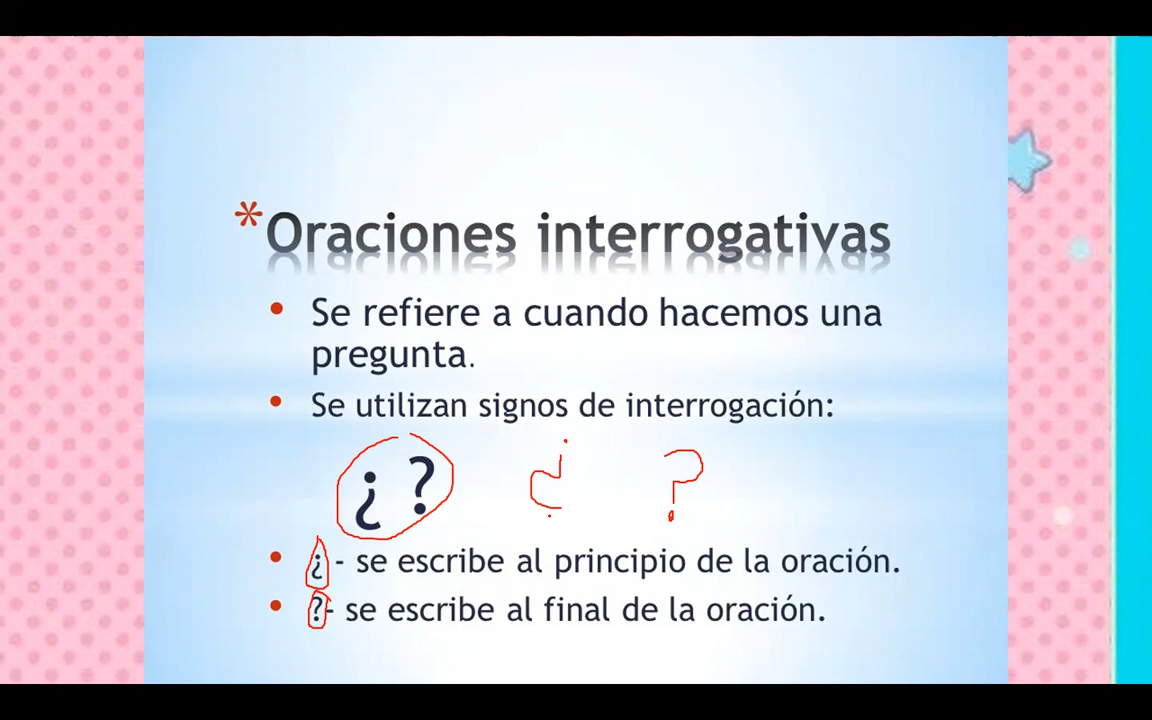 *Oraciones interrogativas
• Se refiere a cuando hacemos una
pregunta.
• Se utilizan signos de interrogación:
¿ ? ¿ ?
• ¿ - se escribe al principio de la oración.
• ?- se escribe al final de la oración.